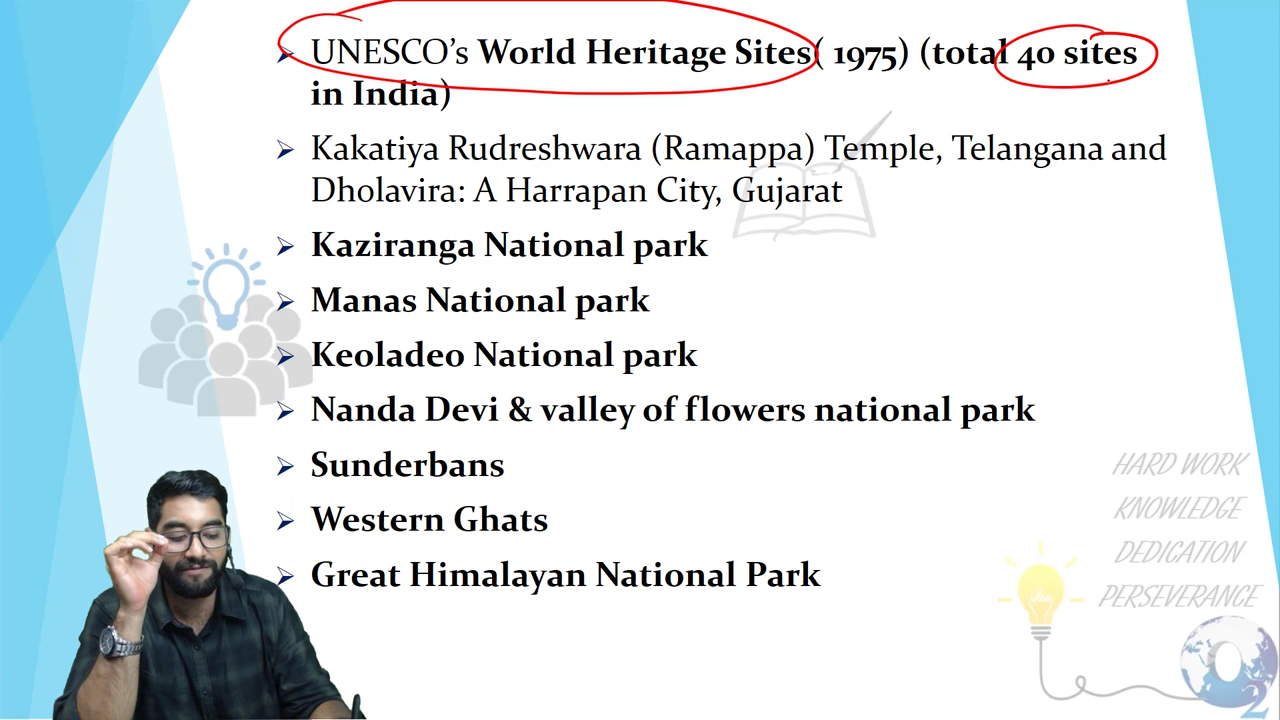 UNESCO's World Heritage Sites( 1975) (total 40 sites
in India)
Kakatiya Rudreshwara (Ramappa) Temple, Telangana and
Dholavira: A Harrapan City, Gujarat
Kaziranga National park
Manas National park
Keoladeo National park
Nanda Devi & valley of flowers national park
Sunderbans
Western Ghats
Great Himalayan National Park
HARD WORK
KNOWLEDGE
DEDICATION
PERSEVERANCE
O
2